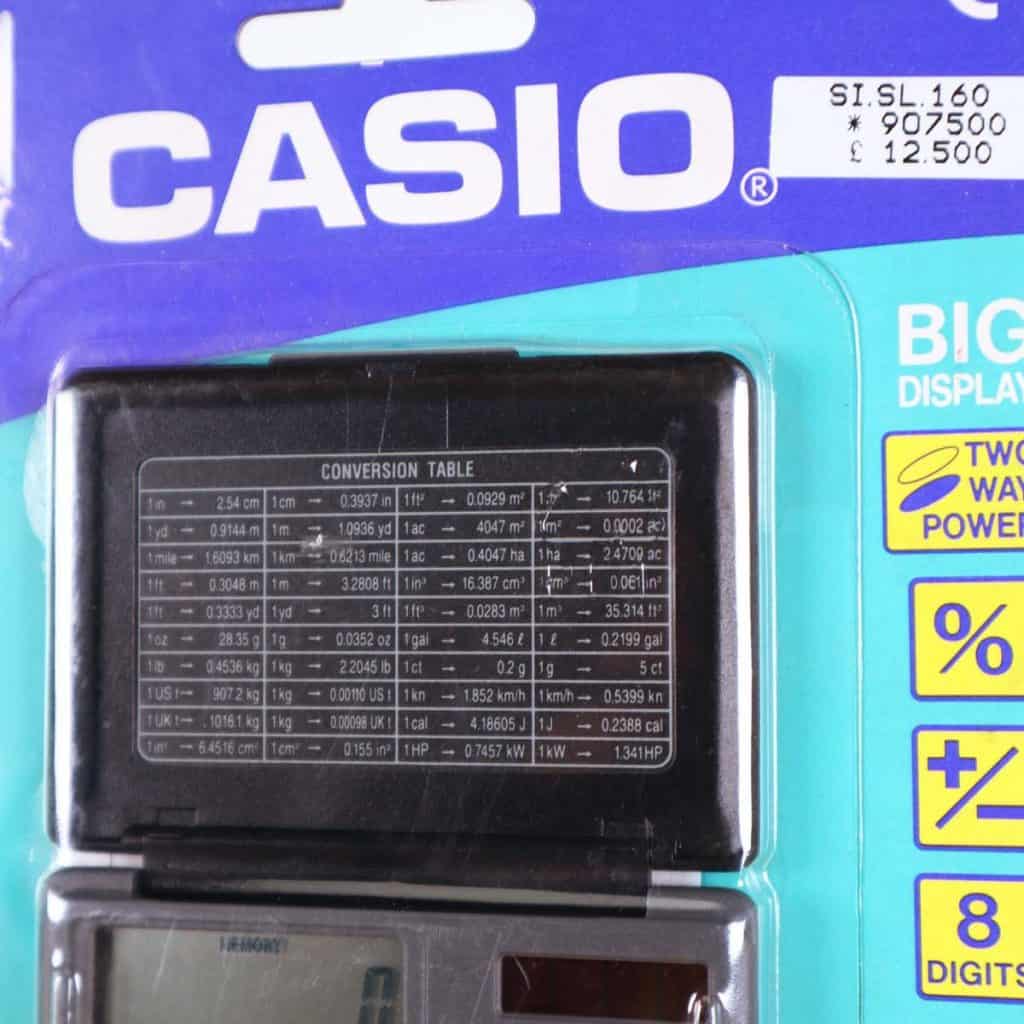 CASIO®
SI.SL.160
* 907500
£ 12.500
BIG
DISPLAY
TWO
WAY
POWER
%
+/−
8
DIGITS
CONVERSION TABLE
1in → 2.54 cm 1cm → 0.3937 in 1ft² → 0.0929 m² 1m² → 10.764 ft²
1yd → 0.9144 m 1m → 1.0936 yd 1ac → 4047 m² 1m² → 0.0002 ac
1mile → 1.6093 km 1km → 0.6213 mile 1ac → 0.4047 ha 1ha → 2.4709 ac
1ft → 0.3048 m 1m → 3.2808 ft 1in³ → 16.387 cm³ 1cm³ → 0.061 in³
1ft → 0.3333 yd 1yd → 3 ft 1ft³ → 0.0283 m³ 1m³ → 35.314 ft³
1oz → 28.35 g 1g → 0.0352 oz 1gal → 4.546 ℓ 1ℓ → 0.2199 gal
1lb → 0.4536 kg 1kg → 2.2045 lb 1ct → 0.2 g 1g → 5 ct
1US t → 907.2 kg 1kg → 0.00110 US t 1kn → 1.852 km/h 1km/h → 0.5399 kn
1UK t → 1016.1 kg 1kg → 0.00098 UK t 1cal → 4.18605 J 1J → 0.2388 cal
1in² → 6.4516 cm² 1cm² → 0.155 in² 1HP → 0.7457 kW 1kW → 1.341HP
MEMORY
0